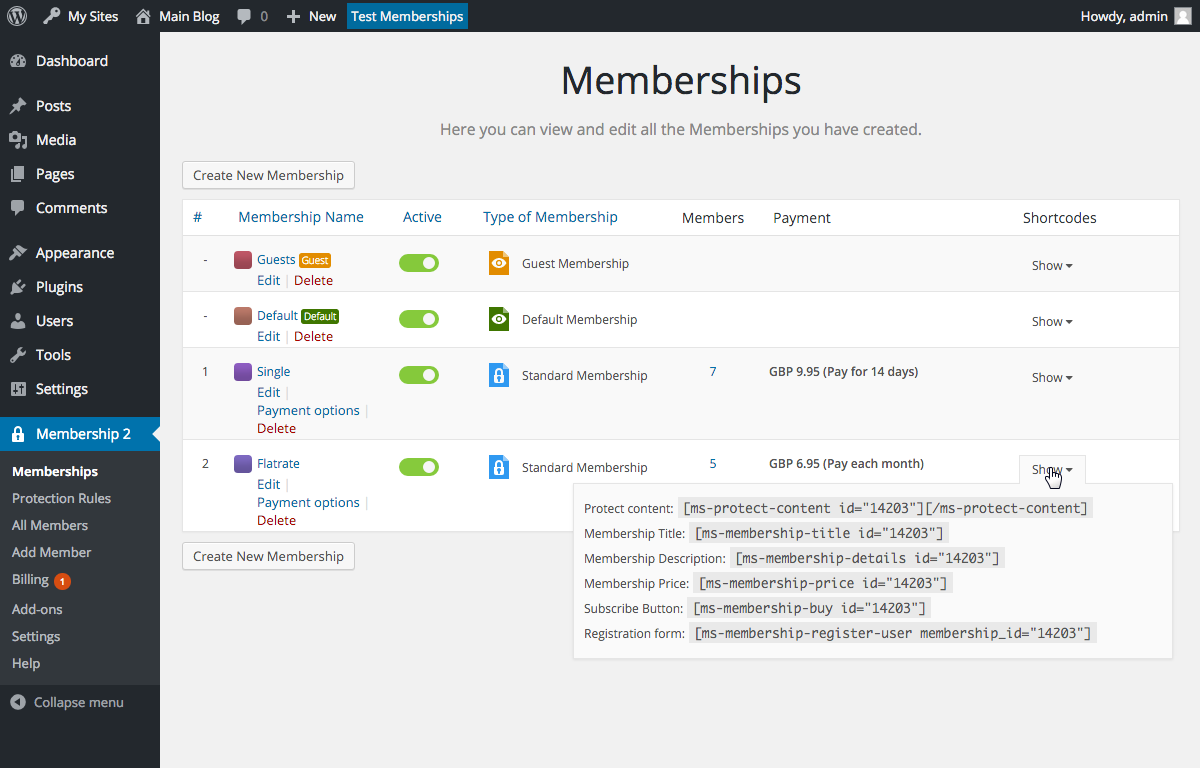 My Sites Main Blog 0 New Test Memberships Howdy, admin
Dashboard
Posts
Media
Pages
Comments
Appearance
Plugins
Users
Tools
Settings
Membership 2
Memberships
Protection Rules
All Members
Add Member
Billing 1
Add-ons
Settings
Help
Collapse menu
Memberships
Here you can view and edit all the Memberships you have created.
Create New Membership
# Membership Name Active Type of Membership Members Payment Shortcodes
- Guests Guest Guest Membership Show
Edit | Delete
- Default Default Default Membership Show
Edit | Delete
1 Single Standard Membership 7 GBP 9.95 (Pay for 14 days) Show
Edit |
Payment options |
Delete
2 Flatrate Standard Membership 5 GBP 6.95 (Pay each month) Show
Edit |
Payment options |
Delete
Protect content: [ms-protect-content id="14203"][/ms-protect-content]
Membership Title: [ms-membership-title id="14203"]
Membership Description: [ms-membership-details id="14203"]
Membership Price: [ms-membership-price id="14203"]
Subscribe Button: [ms-membership-buy id="14203"]
Registration form: [ms-membership-register-user membership_id="14203"]
Create New Membership